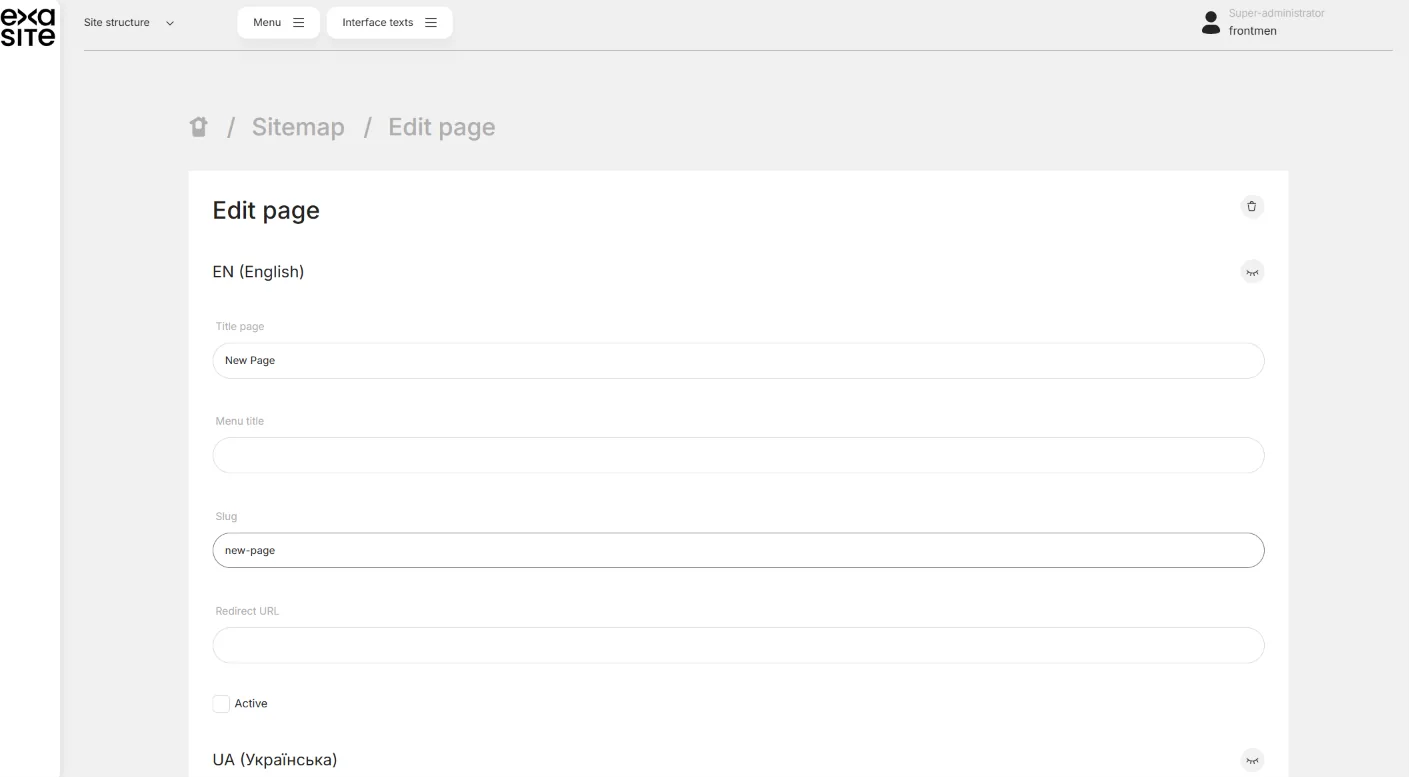 exa
site
Site structure
Menu
Interface texts
Super-administrator
frontmen
/ Sitemap / Edit page
Edit page
EN (English)
Title page
New Page
Menu title
Slug
new-page
Redirect URL
Active
UA (Українська)